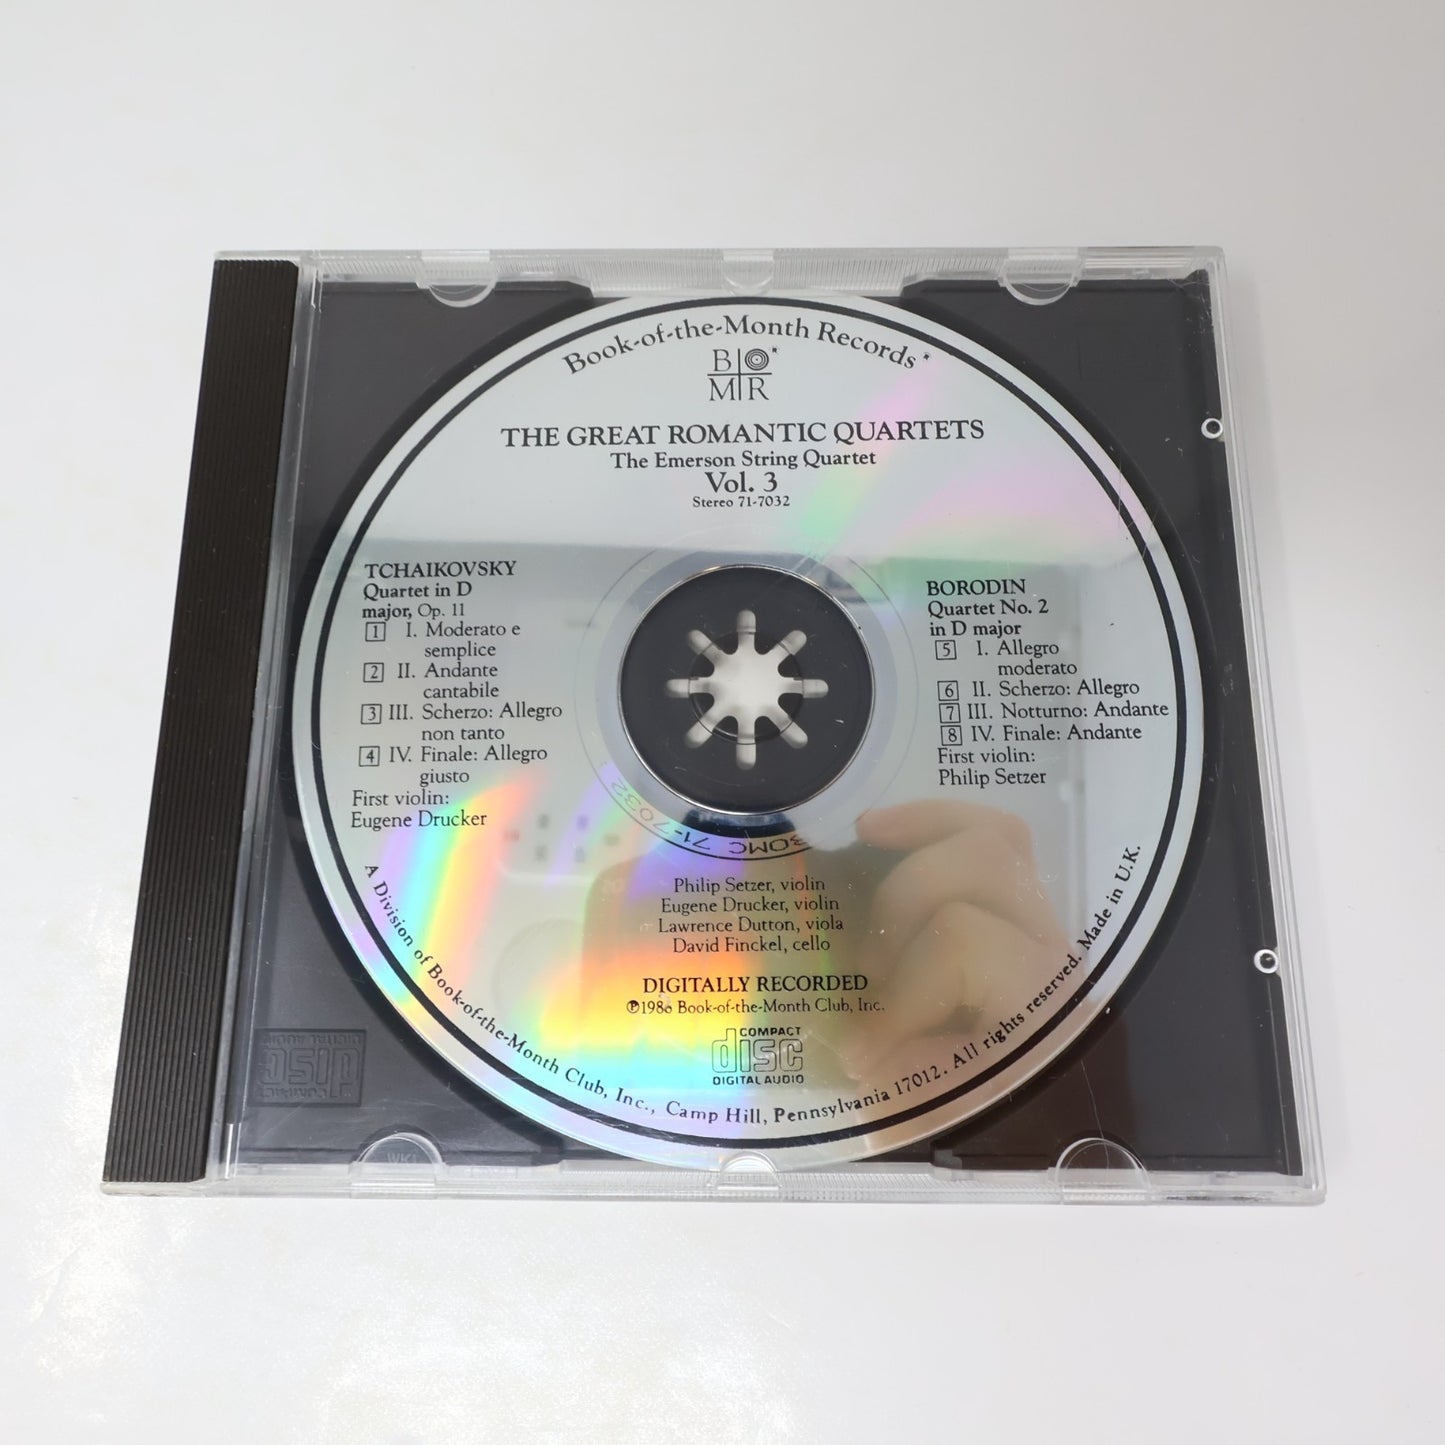 Book-of-the-Month Records®
B O ®
M R
THE GREAT ROMANTIC QUARTETS
The Emerson String Quartet
Vol. 3
Stereo 71-7032
TCHAIKOVSKY
Quartet in D
major, Op. 11
1 I. Moderato e
semplice
2 II. Andante
cantabile
3 III. Scherzo: Allegro
non tanto
4 IV. Finale: Allegro
giusto
First violin:
Eugene Drucker
BORODIN
Quartet No. 2
in D major
5 I. Allegro
moderato
6 II. Scherzo: Allegro
7 III. Notturno: Andante
8 IV. Finale: Andante
First violin:
Philip Setzer
BOMC 71-7032
Philip Setzer, violin
Eugene Drucker, violin
Lawrence Dutton, viola
David Finckel, cello
DIGITALLY RECORDED
℗1986 Book-of-the-Month Club, Inc.
COMPACT
disc
DIGITAL AUDIO
A Division of Book-of-the-Month Club, Inc., Camp Hill, Pennsylvania 17012. All rights reserved. Made in U.K.